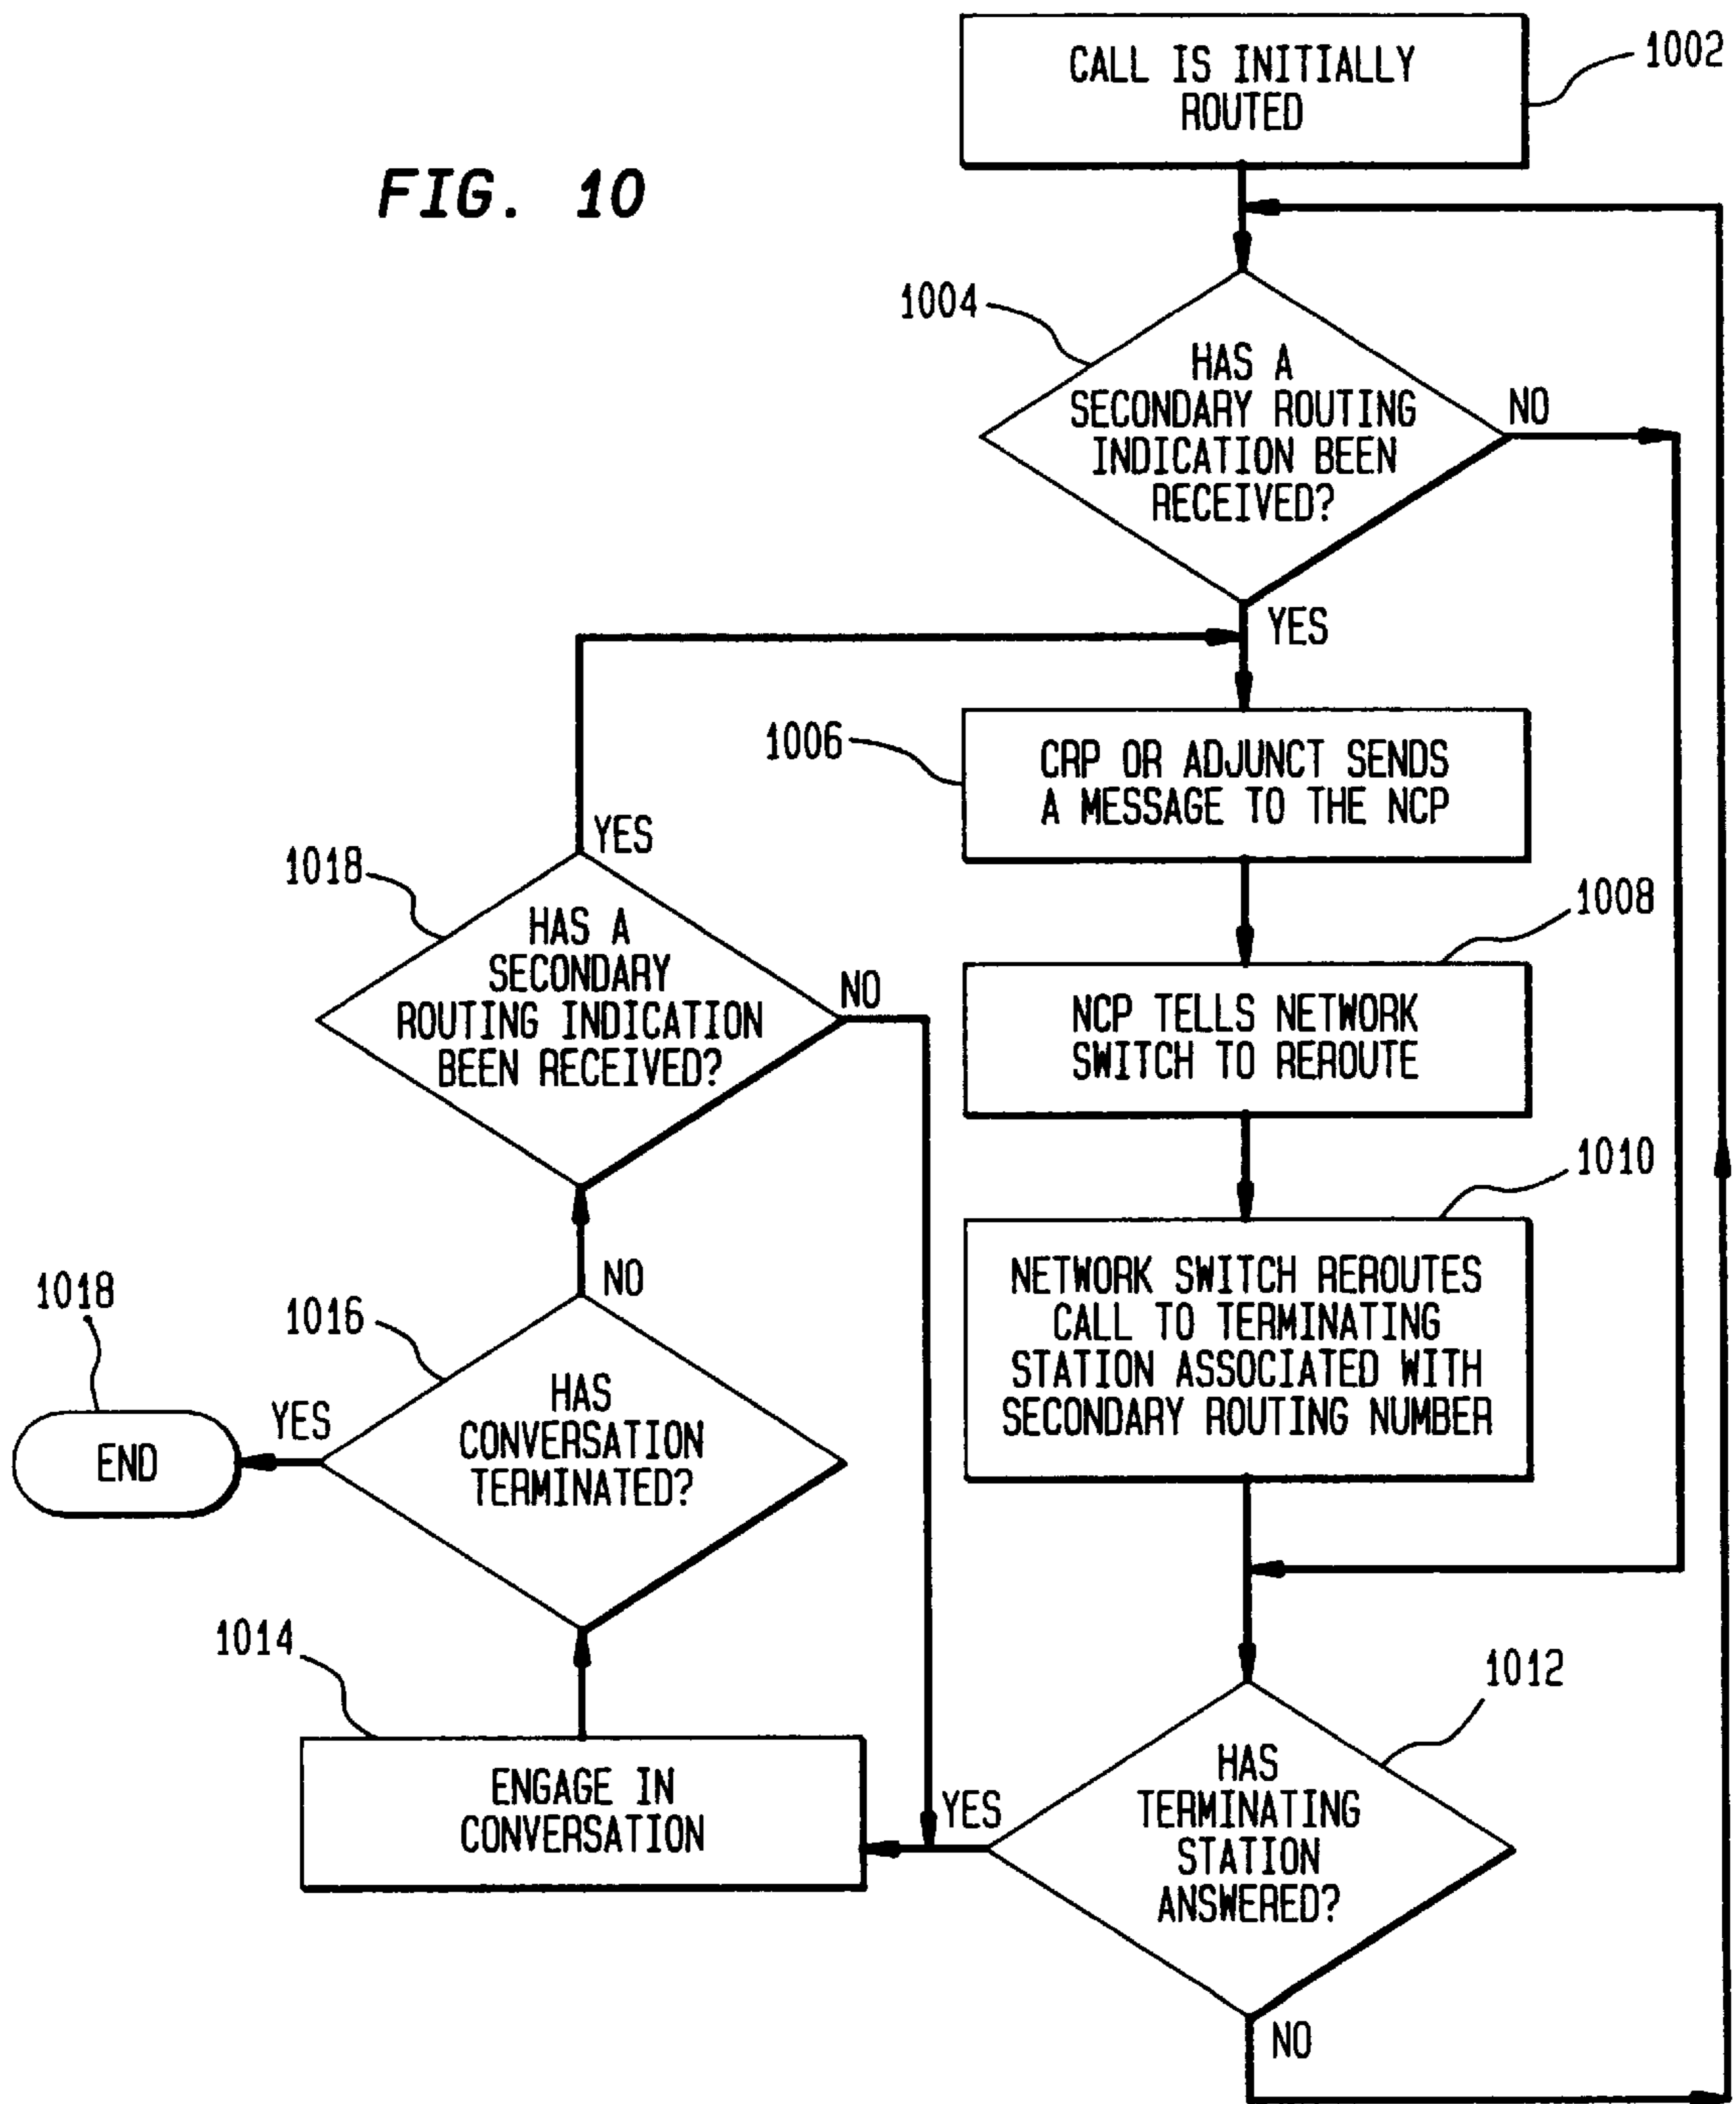 FIG. 10
CALL IS INITIALLY
ROUTED
1002
1004
HAS A
SECONDARY ROUTING
INDICATION BEEN
RECEIVED?
NO
YES
1006
CRP OR ADJUNCT SENDS
A MESSAGE TO THE NCP
1008
NCP TELLS NETWORK
SWITCH TO REROUTE
1010
NETWORK SWITCH REROUTES
CALL TO TERMINATING
STATION ASSOCIATED WITH
SECONDARY ROUTING NUMBER
1012
HAS
TERMINATING
STATION
ANSWERED?
YES
NO
1014
ENGAGE IN
CONVERSATION
1016
HAS
CONVERSATION
TERMINATED?
YES
NO
1018
END
1018
HAS A
SECONDARY
ROUTING INDICATION
BEEN RECEIVED?
YES
NO